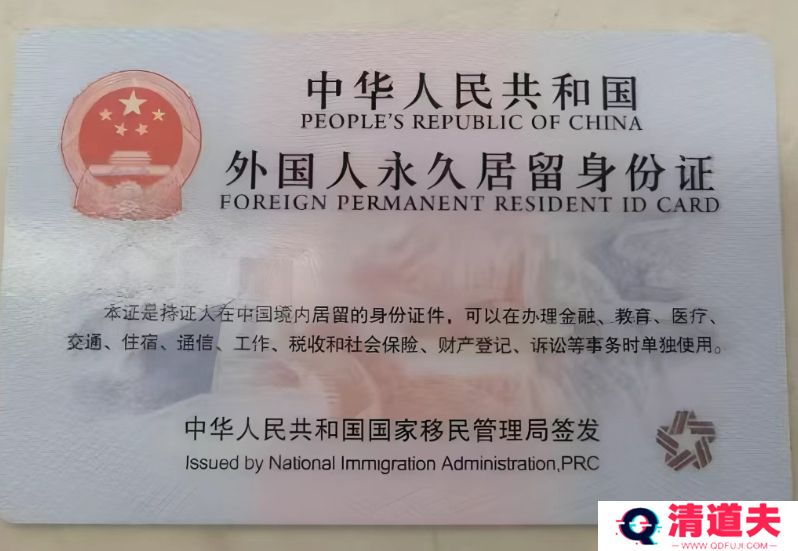 中华人民共和国
PEOPLE'S REPUBLIC OF CHINA
外国人永久居留身份证
FOREIGN PERMANENT RESIDENT ID CARD
本证是持证人在中国境内居留的身份证件，可以在办理金融、教育、医疗、
交通、住宿、通信、工作、税收和社会保险、财产登记、诉讼等事务时单独使用。
中华人民共和国国家移民管理局签发
Issued by National Immigration Administration,PRC
清道夫
WWW.QDFUJI.COM